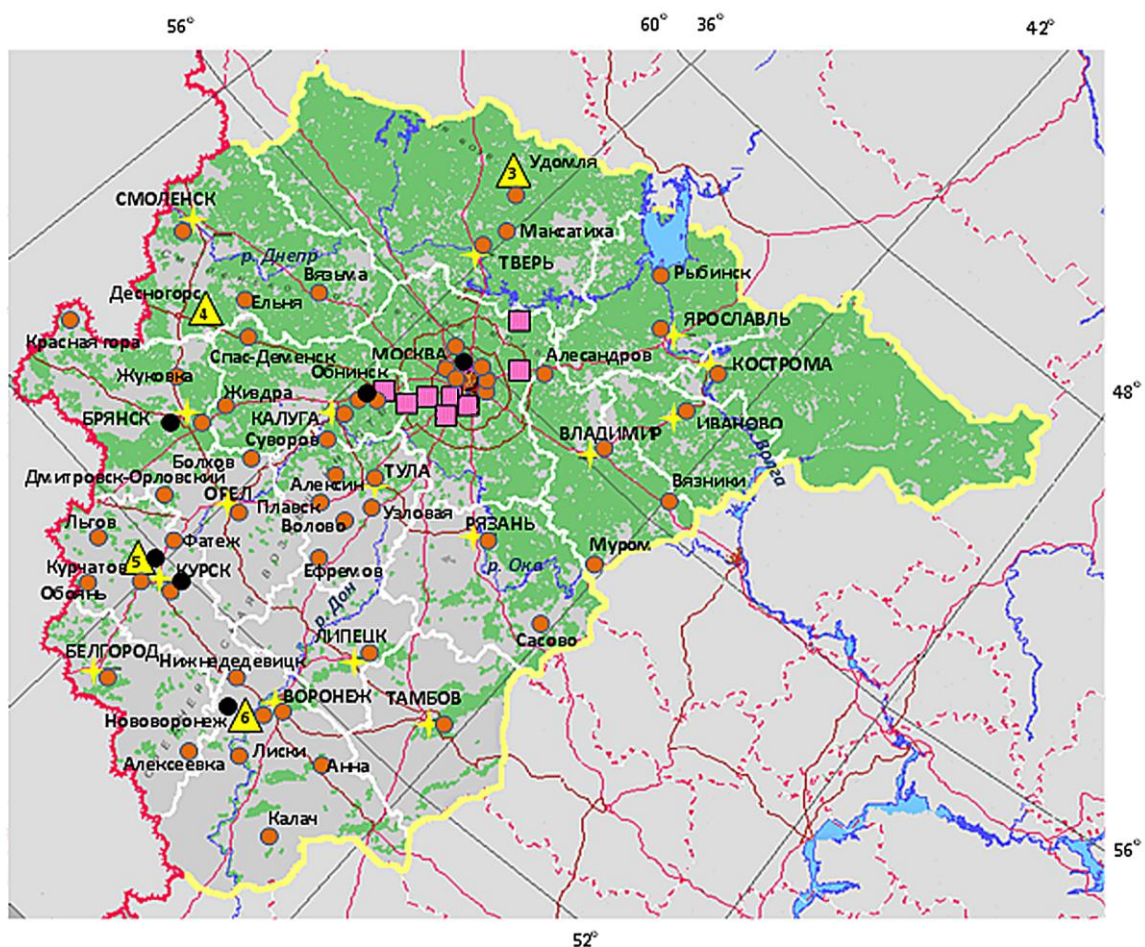 56°
60°
36°
42°
3
Удомля
СМОЛЕНСК
Максатиха
р. Днепр
ТВЕРЬ
Вязьма
Рыбинск
Десногорс
Ельня
4
ЯРОСЛАВЛЬ
Красная гора
Спас-Деменск
МОСКВА
Алесандров
КОСТРОМА
Обнинск
Жуковка
48°
Живдра
БРЯНСК
КАЛУГА
ИВАНОВО
Суворов
ВЛАДИМИР
Волга
Болхов
ТУЛА
Дмитровск-Орловский
Алексин
Вязники
ОРЕЛ
Плавск
Узловая
Волово
Льгов
РЯЗАНЬ
Фатеж
Муром
5
Курчатов
КУРСК
Ефремов
р. Ока
Обоянь
р. Дон
ЛИПЕЦК
Сасово
БЕЛГОРОД
Нижнедедевицк
ВОРОНЕЖ
ТАМБОВ
Нововоронеж
6
Лиски
Алексеевка
Анна
Калач
56°
52°